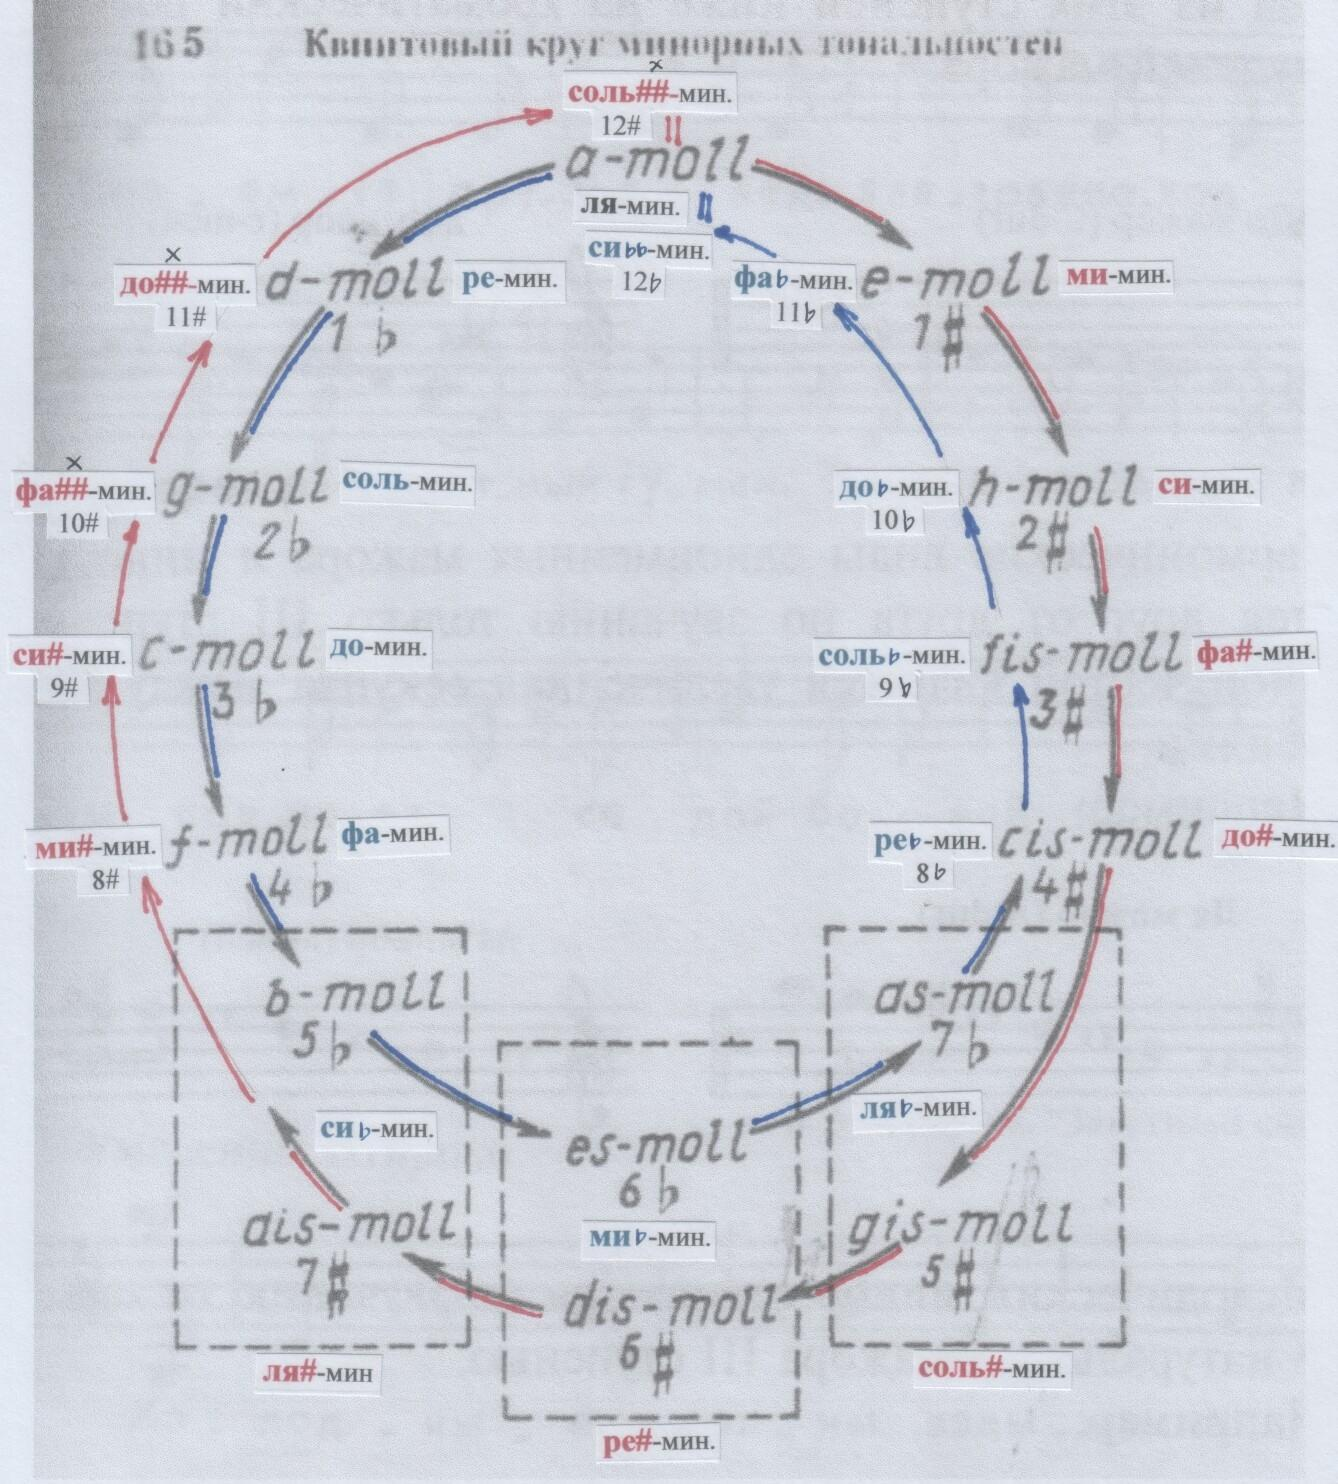 165 Квинтовый круг минорных тональностей
×
соль##-мин.
12#
a-moll
ля-мин.
си♭♭-мин.
12♭
×
до##-мин.
11#
d-moll ре-мин.
1 ♭
фа♭-мин.
11♭
e-moll ми-мин.
1 ♯
×
фа##-мин.
10#
g-moll соль-мин.
2♭
до♭-мин.
10♭
h-moll си-мин.
2♯
си#-мин.
9#
c-moll до-мин.
3 ♭
соль♭-мин.
9♭
fis-moll фа#-мин.
3♯
ми#-мин.
8#
f-moll фа-мин.
4 ♭
ре♭-мин.
8♭
cis-moll до#-мин.
4♯
b-moll
5♭
as-moll
7♭
си♭-мин.
ля♭-мин.
es-moll
6♭
ми♭-мин.
ais-moll
7♯
gis-moll
5♯
dis-moll
6♯
ля#-мин
соль#-мин.
ре#-мин.